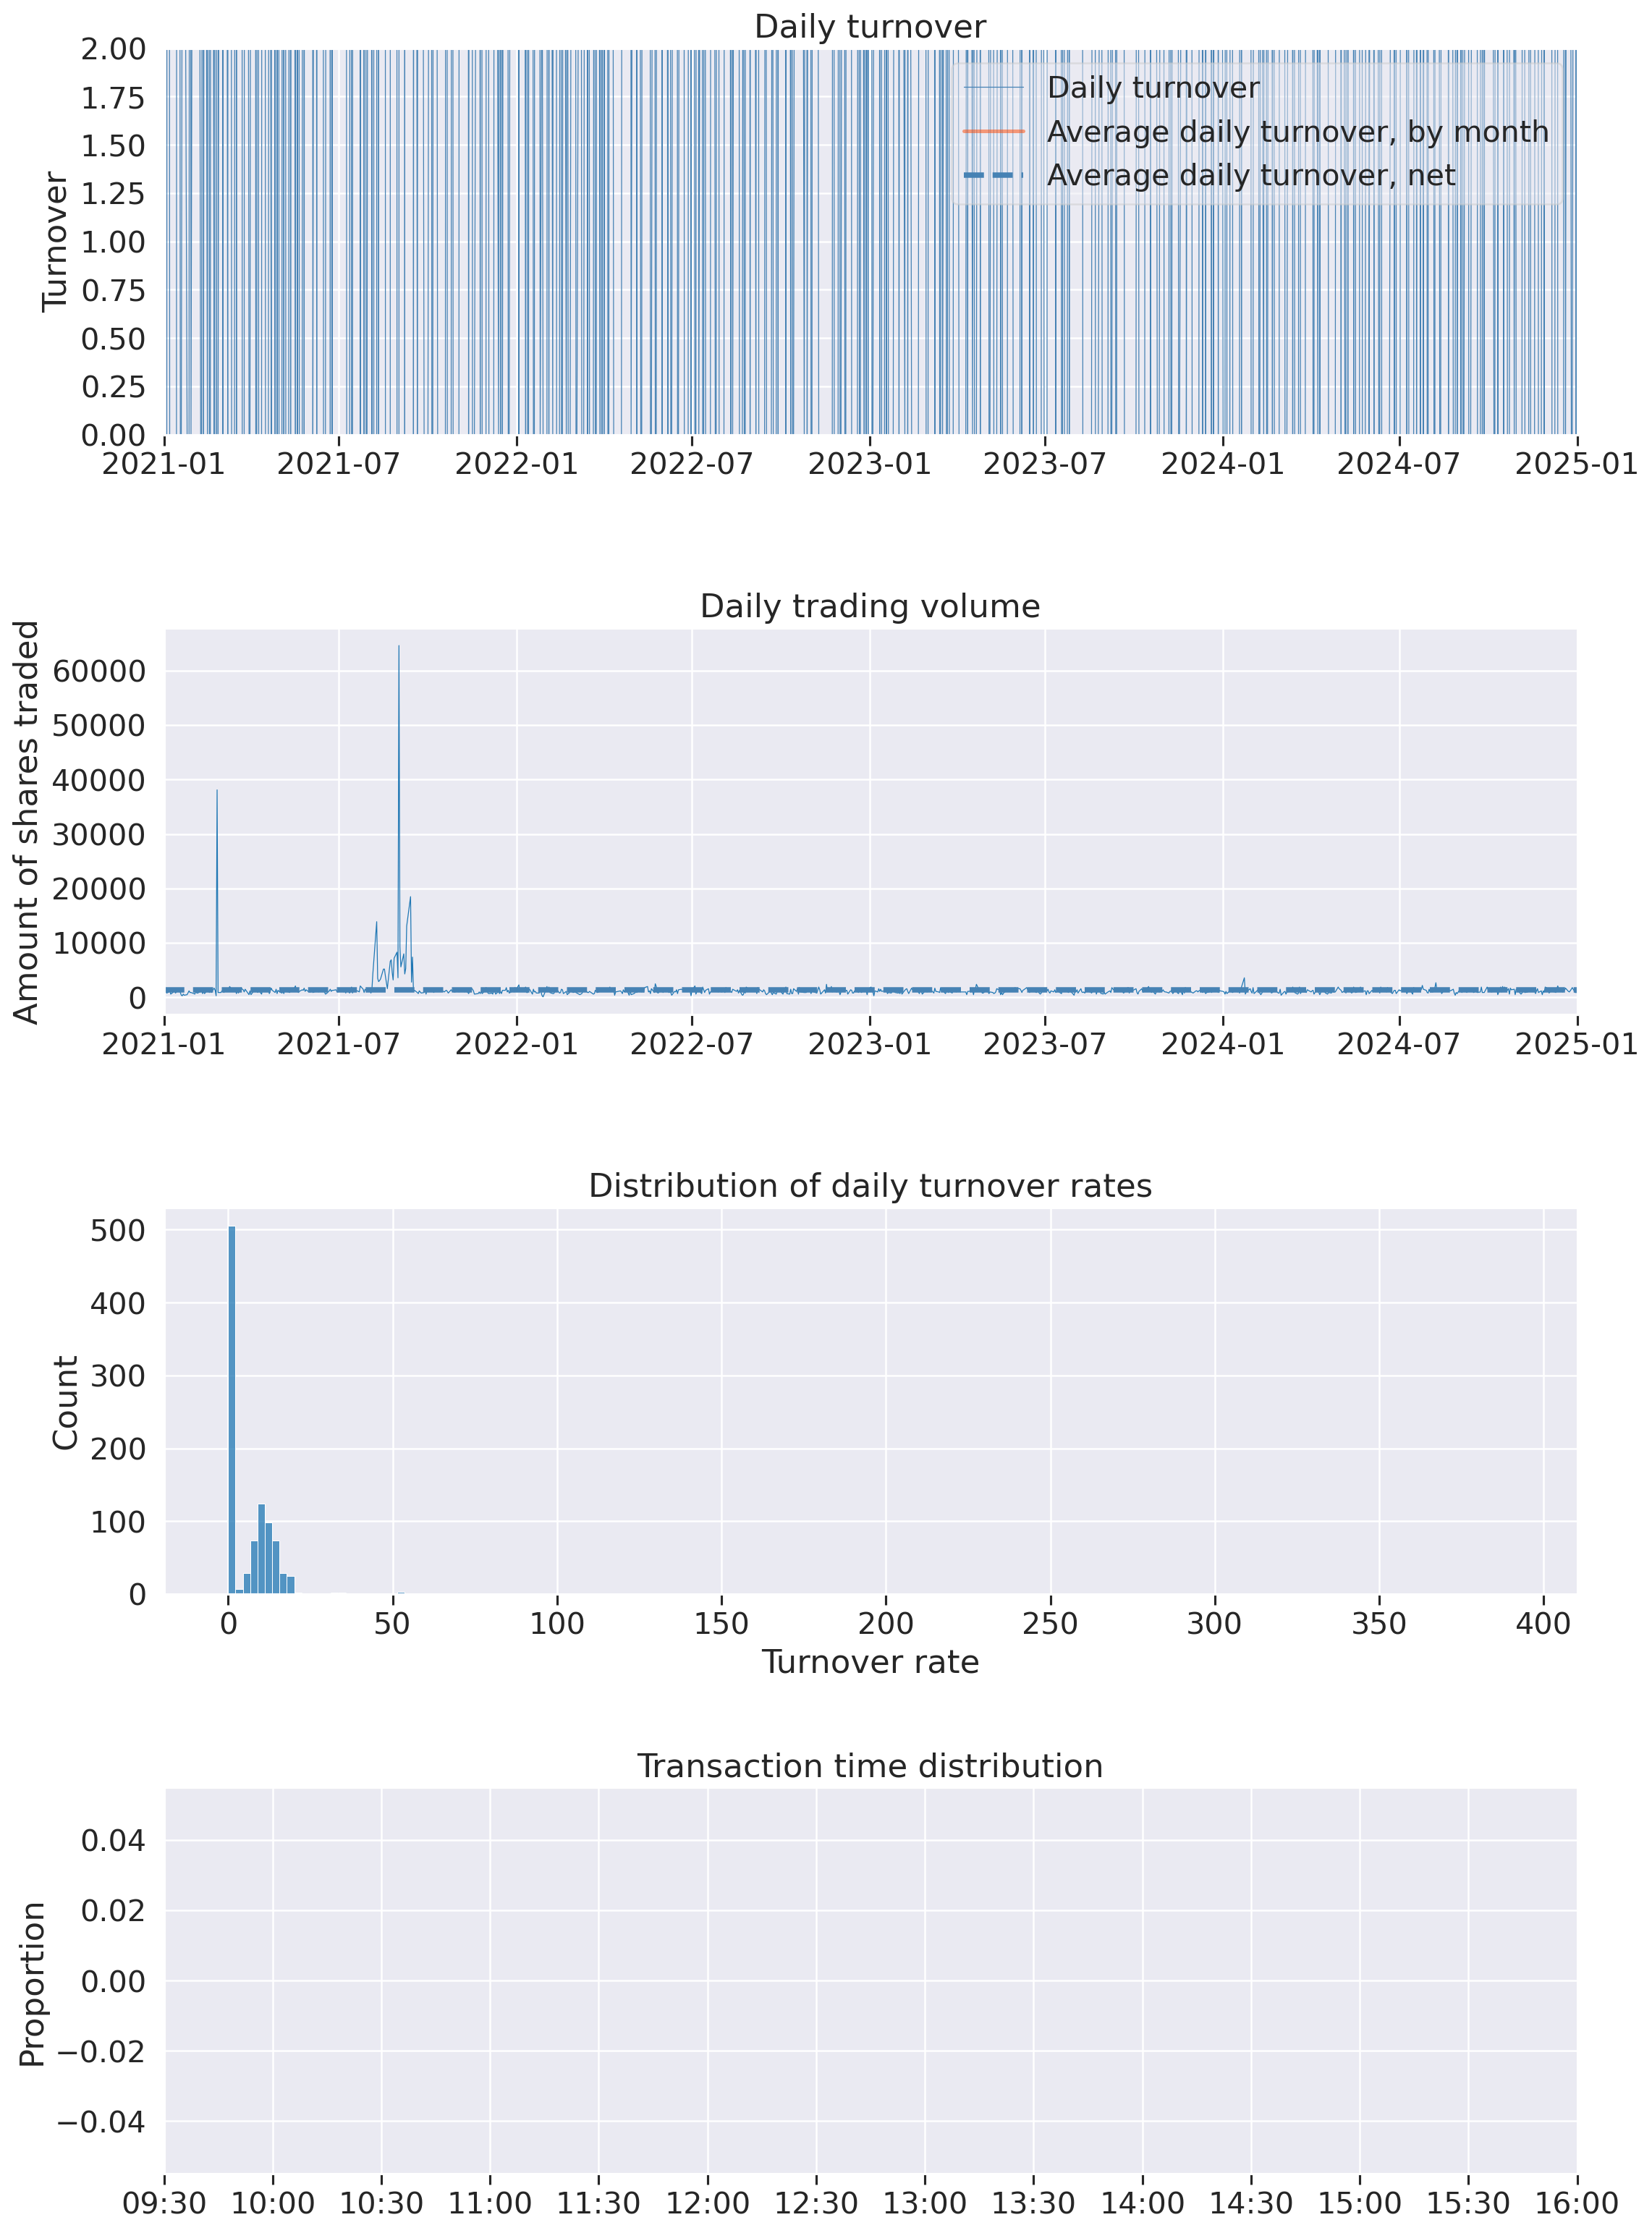 Daily turnover
2.00
1.75
1.50
1.25
1.00
0.75
0.50
0.25
0.00
Turnover
Daily turnover
Average daily turnover, by month
Average daily turnover, net
2021-01 2021-07 2022-01 2022-07 2023-01 2023-07 2024-01 2024-07 2025-01
Daily trading volume
60000
50000
40000
30000
20000
10000
0
Amount of shares traded
2021-01 2021-07 2022-01 2022-07 2023-01 2023-07 2024-01 2024-07 2025-01
Distribution of daily turnover rates
500
400
300
200
100
0
Count
0 50 100 150 200 250 300 350 400
Turnover rate
Transaction time distribution
0.04
0.02
0.00
−0.02
−0.04
Proportion
09:30 10:00 10:30 11:00 11:30 12:00 12:30 13:00 13:30 14:00 14:30 15:00 15:30 16:00